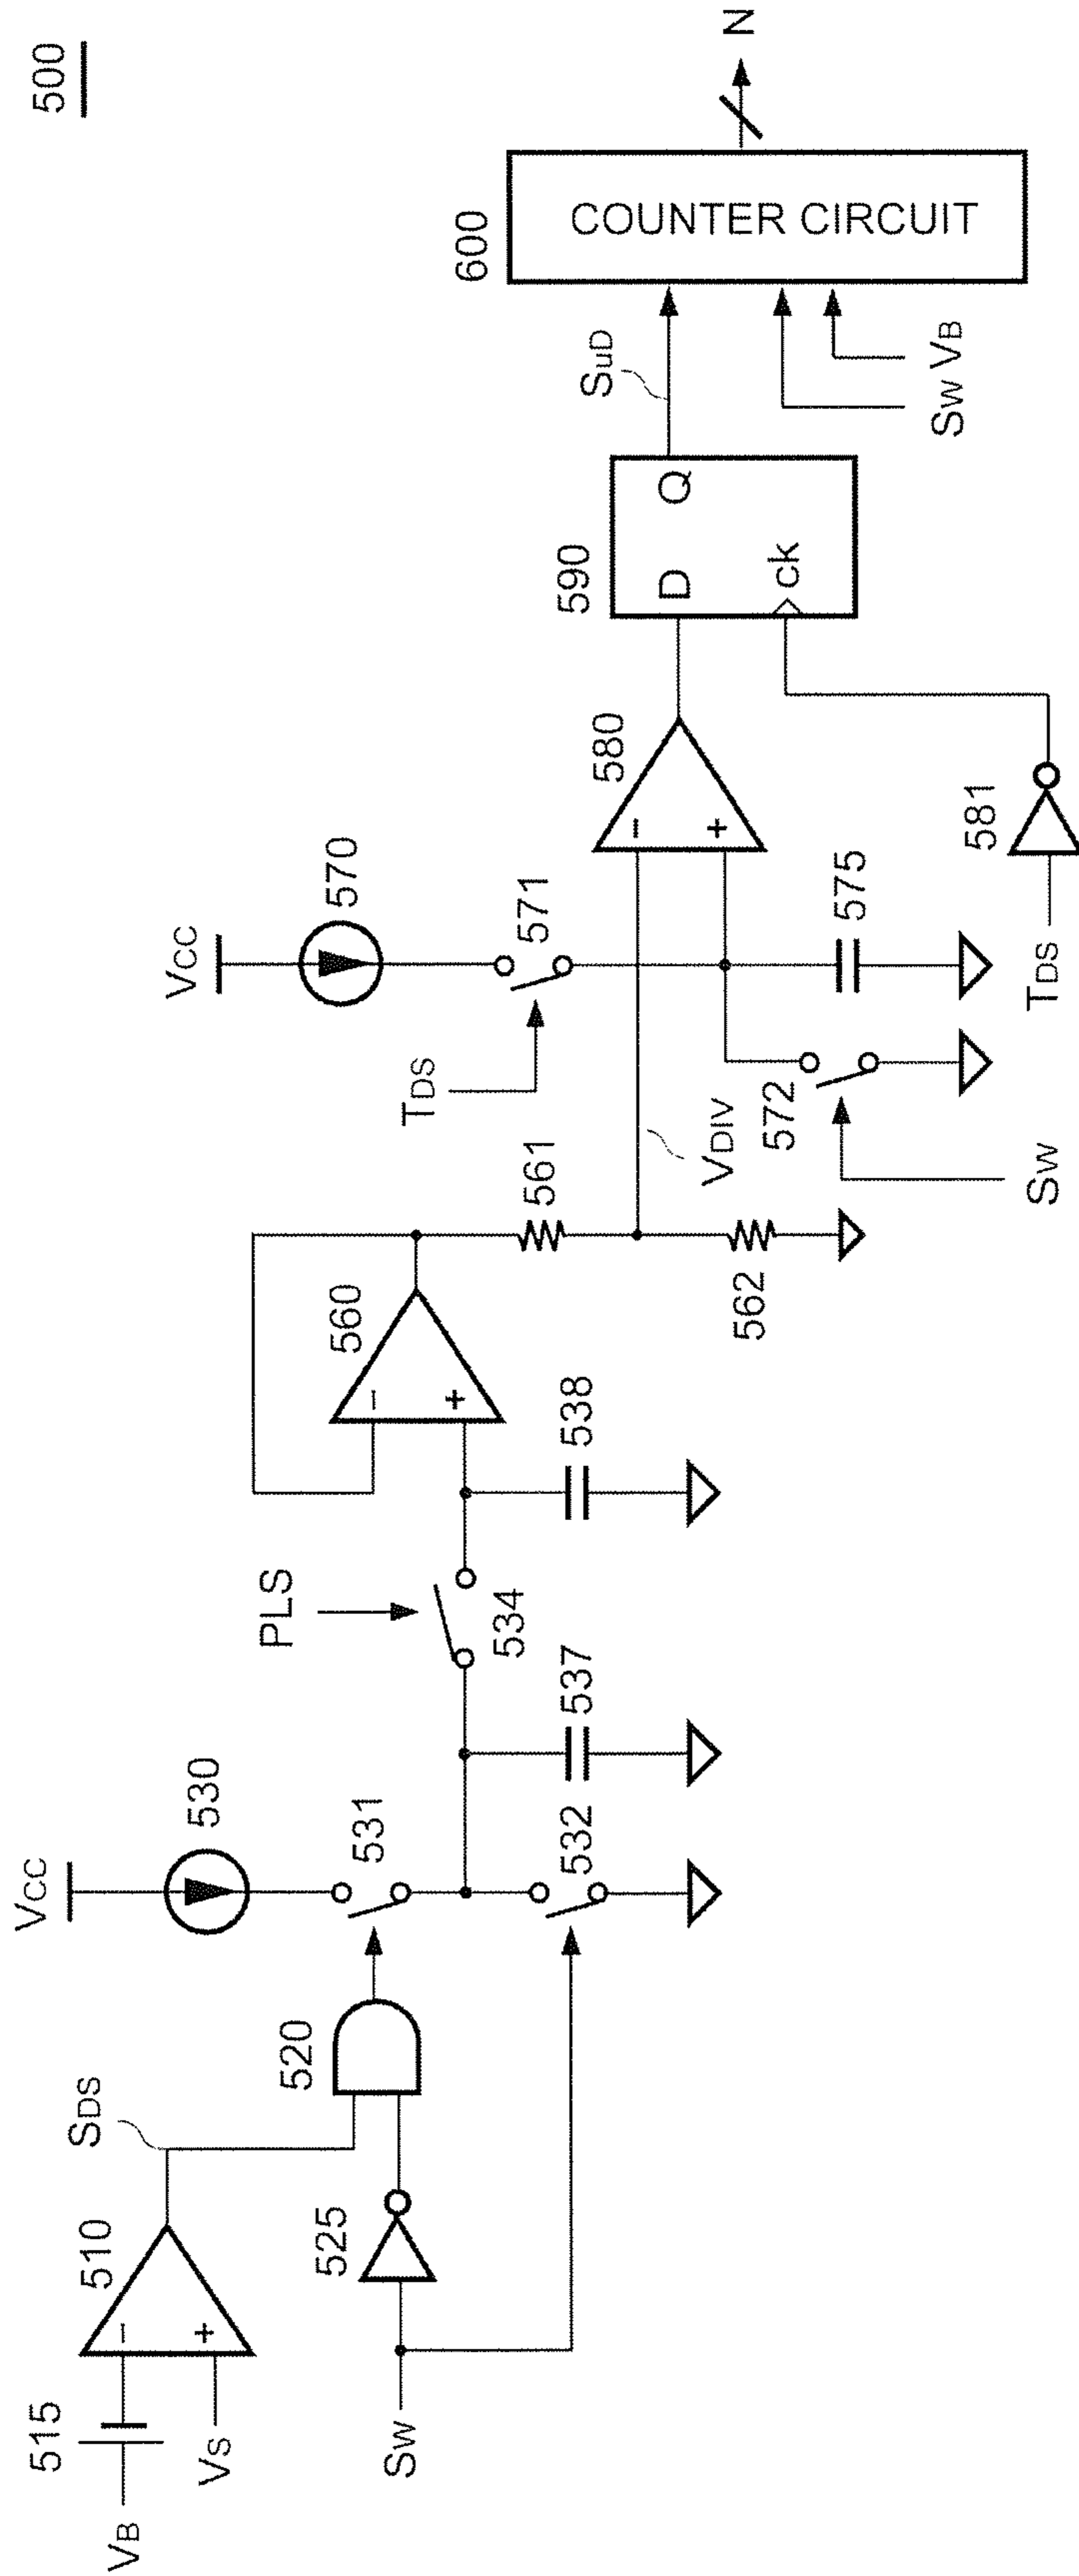 500
VB
515
VS
510
SDS
SW
525
520
VCC
530
531
532
537
PLS
534
538
560
561
562
VDIV
TDS
VCC
570
571
572
SW
575
580
581
TDS
590
D
Q
ck
SUD
SW
VB
600
COUNTER CIRCUIT
N
-
+
-
+
-
+